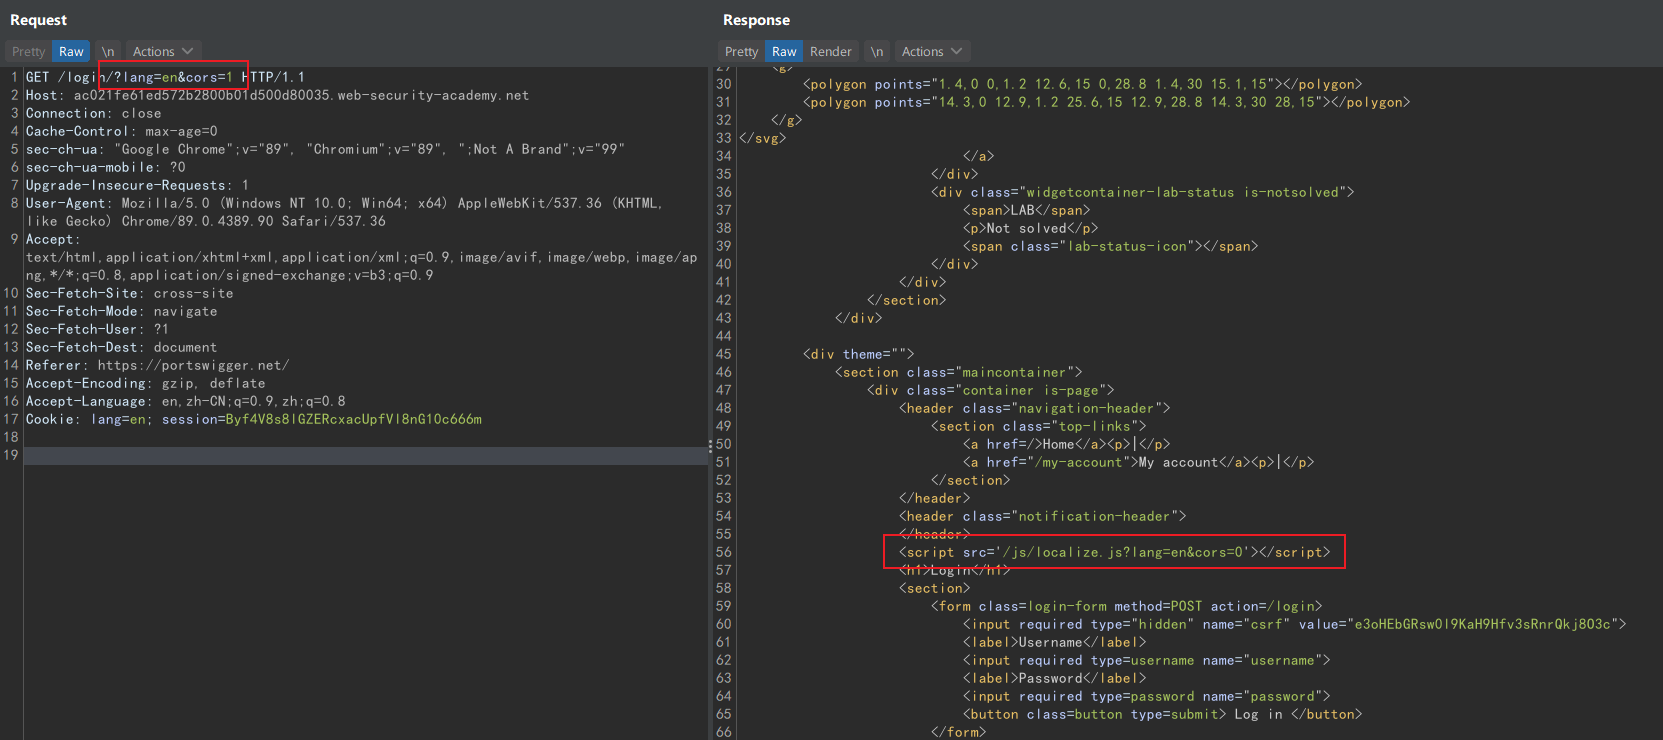 Request
Pretty Raw \n Actions
1 GET /login/?lang=en&cors=1 HTTP/1.1
2 Host: ac021fe61ed572b2800b01d500d80035.web-security-academy.net
3 Connection: close
4 Cache-Control: max-age=0
5 sec-ch-ua: "Google Chrome";v="89", "Chromium";v="89", ";Not A Brand";v="99"
6 sec-ch-ua-mobile: ?0
7 Upgrade-Insecure-Requests: 1
8 User-Agent: Mozilla/5.0 (Windows NT 10.0; Win64; x64) AppleWebKit/537.36 (KHTML,
like Gecko) Chrome/89.0.4389.90 Safari/537.36
9 Accept:
text/html,application/xhtml+xml,application/xml;q=0.9,image/avif,image/webp,image/ap
ng,*/*;q=0.8,application/signed-exchange;v=b3;q=0.9
10 Sec-Fetch-Site: cross-site
11 Sec-Fetch-Mode: navigate
12 Sec-Fetch-User: ?1
13 Sec-Fetch-Dest: document
14 Referer: https://portswigger.net/
15 Accept-Encoding: gzip, deflate
16 Accept-Language: en,zh-CN;q=0.9,zh;q=0.8
17 Cookie: lang=en; session=Byf4V8s8lGZERcxacUpfVl8nG10c666m
18
19
Response
Pretty Raw Render \n Actions
29 <g>
30 <polygon points="1.4,0 0,1.2 12.6,15 0,28.8 1.4,30 15.1,15"></polygon>
31 <polygon points="14.3,0 12.9,1.2 25.6,15 12.9,28.8 14.3,30 28,15"></polygon>
32 </g>
33 </svg>
34 </a>
35 </div>
36 <div class="widgetcontainer-lab-status is-notsolved">
37 <span>LAB</span>
38 <p>Not solved</p>
39 <span class="lab-status-icon"></span>
40 </div>
41 </div>
42 </section>
43 </div>
44
45 <div theme="">
46 <section class="maincontainer">
47 <div class="container is-page">
48 <header class="navigation-header">
49 <section class="top-links">
50 <a href=/>Home</a><p>|</p>
51 <a href="/my-account">My account</a><p>|</p>
52 </section>
53 </header>
54 <header class="notification-header">
55 </header>
56 <script src='/js/localize.js?lang=en&cors=0'></script>
57 <h1>Login</h1>
58 <section>
59 <form class=login-form method=POST action=/login>
60 <input required type="hidden" name="csrf" value="e3oHEbGRsw0l9KaH9Hfv3sRnrQkj8O3c">
61 <label>Username</label>
62 <input required type=username name="username">
63 <label>Password</label>
64 <input required type=password name="password">
65 <button class=button type=submit> Log in </button>
66 </form>